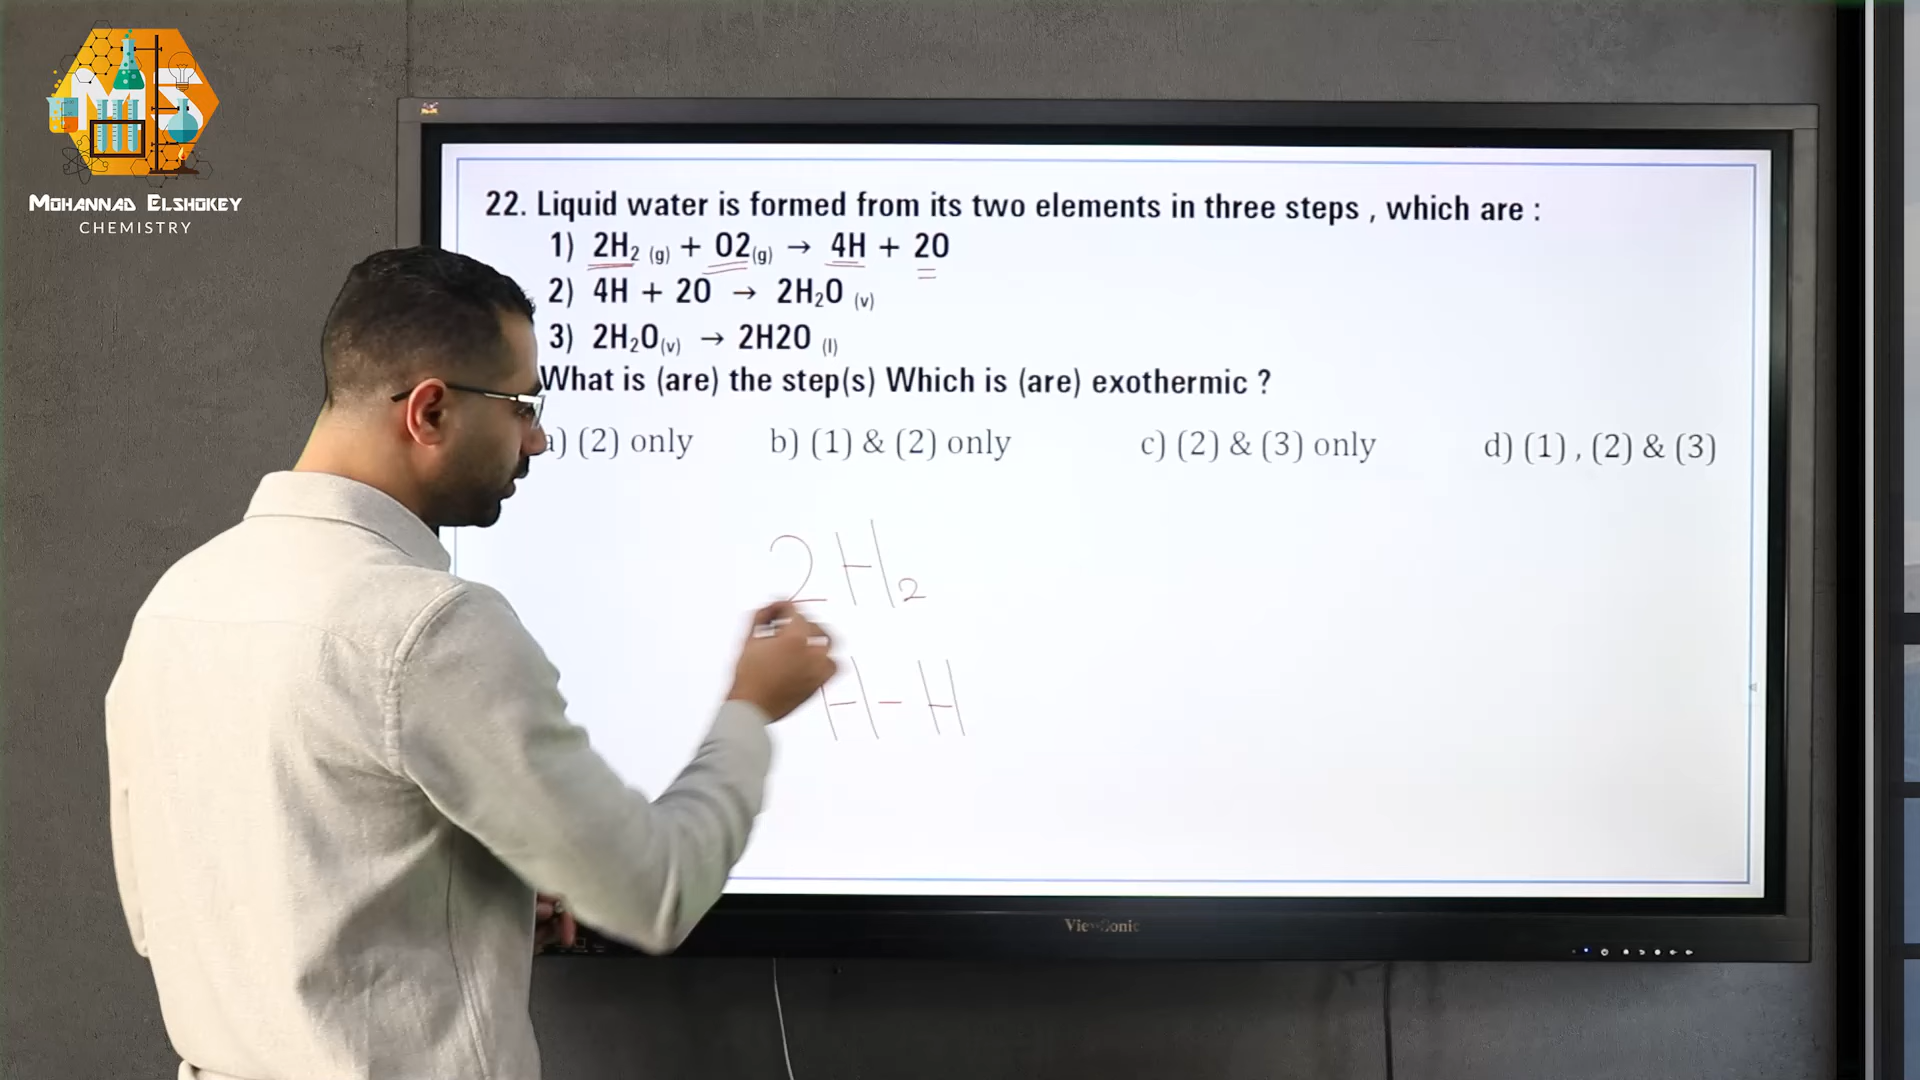 MOHANNAD ELSHOKEY
CHEMISTRY
22. Liquid water is formed from its two elements in three steps , which are :
1) 2H₂ (g) + O2(g) → 4H + 2O
2) 4H + 2O → 2H₂O (v)
3) 2H₂O(v) → 2H2O (l)
What is (are) the step(s) Which is (are) exothermic ?
a) (2) only b) (1) & (2) only c) (2) & (3) only d) (1) , (2) & (3)
2H₂
H-H
ViewSonic